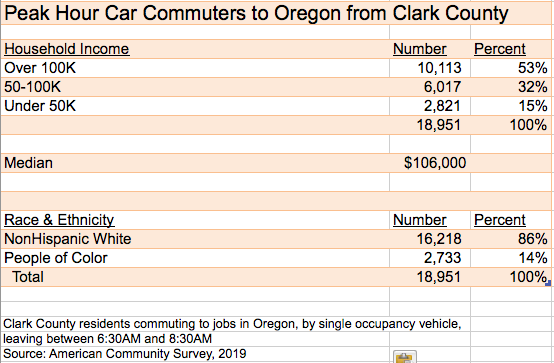 Peak Hour Car Commuters to Oregon from Clark County
Household Income Number Percent
Over 100K 10,113 53%
50-100K 6,017 32%
Under 50K 2,821 15%
18,951 100%
Median $106,000
Race & Ethnicity Number Percent
NonHispanic White 16,218 86%
People of Color 2,733 14%
Total 18,951 100%
Clark County residents commuting to jobs in Oregon, by single occupancy vehicle,
leaving between 6:30AM and 8:30AM
Source: American Community Survey, 2019